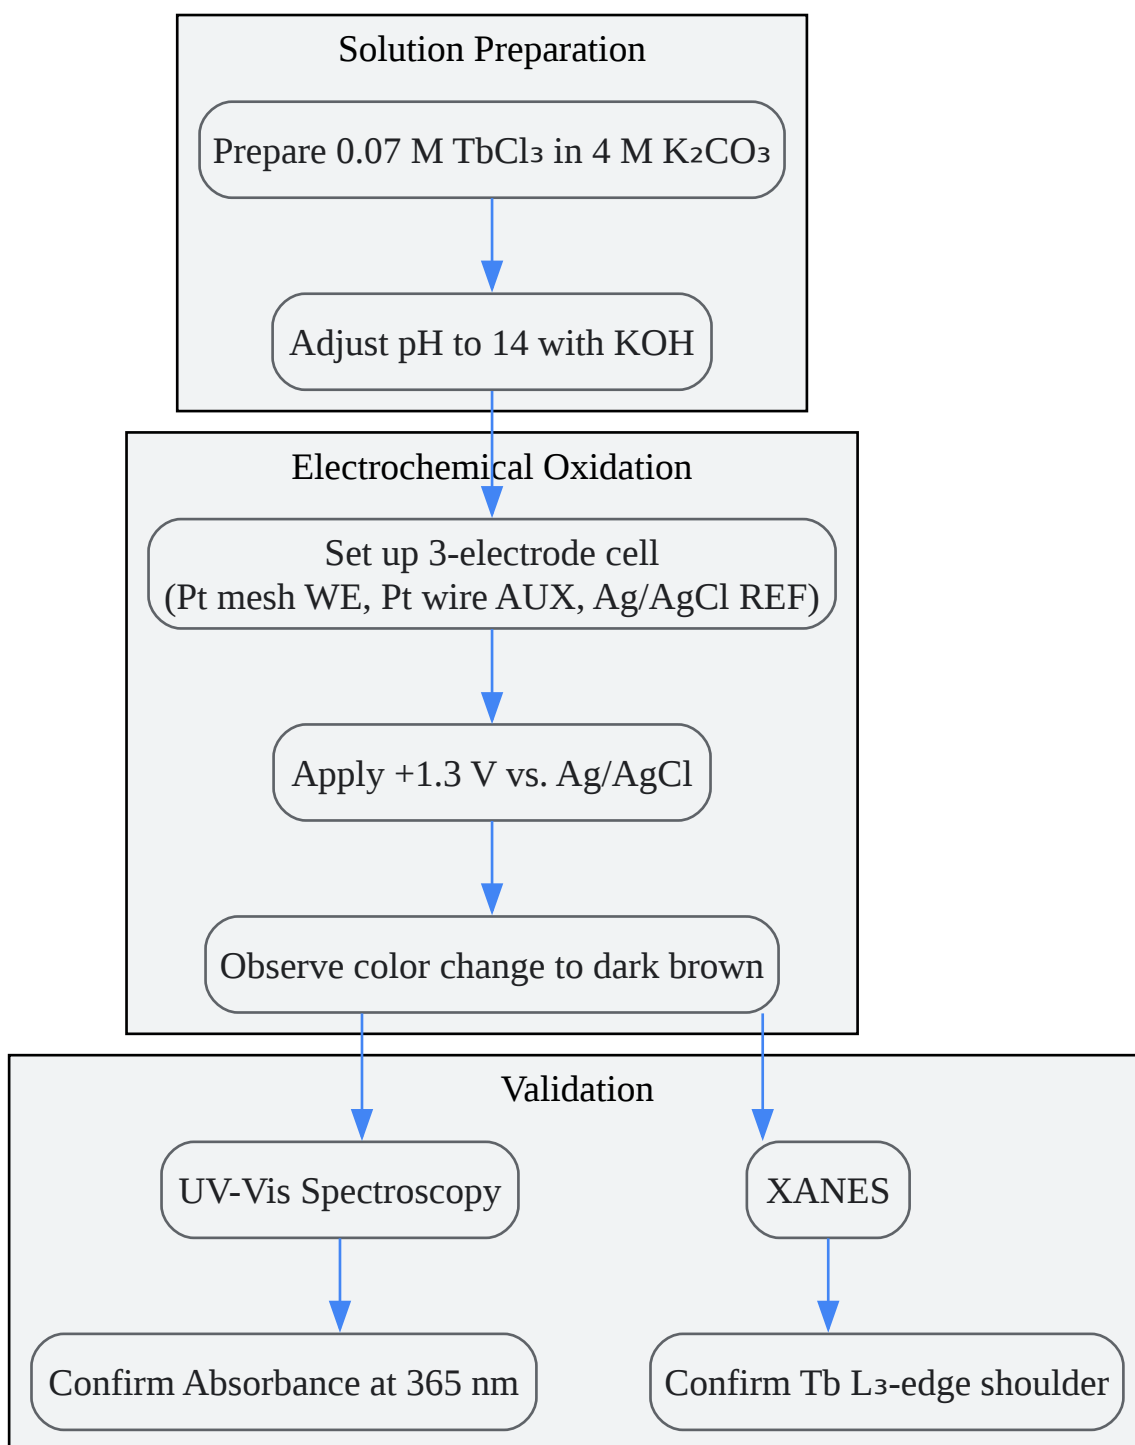 Solution Preparation
Prepare 0.07 M TbCl₃ in 4 M K₂CO₃
Adjust pH to 14 with KOH
Electrochemical Oxidation
Set up 3-electrode cell
(Pt mesh WE, Pt wire AUX, Ag/AgCl REF)
Apply +1.3 V vs. Ag/AgCl
Observe color change to dark brown
Validation
UV-Vis Spectroscopy
XANES
Confirm Absorbance at 365 nm
Confirm Tb L₃-edge shoulder